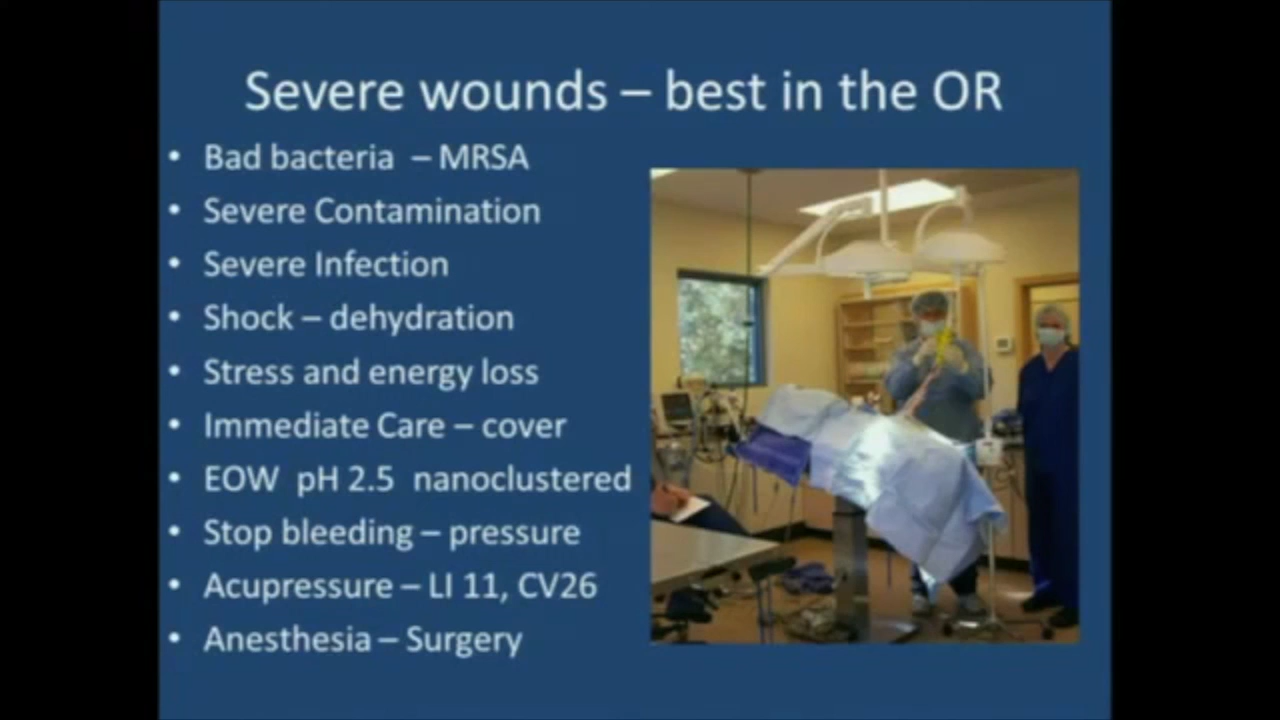 Severe wounds – best in the OR
• Bad bacteria – MRSA
• Severe Contamination
• Severe Infection
• Shock – dehydration
• Stress and energy loss
• Immediate Care – cover
• EOW pH 2.5 nanoclustered
• Stop bleeding – pressure
• Acupressure – LI 11, CV26
• Anesthesia – Surgery